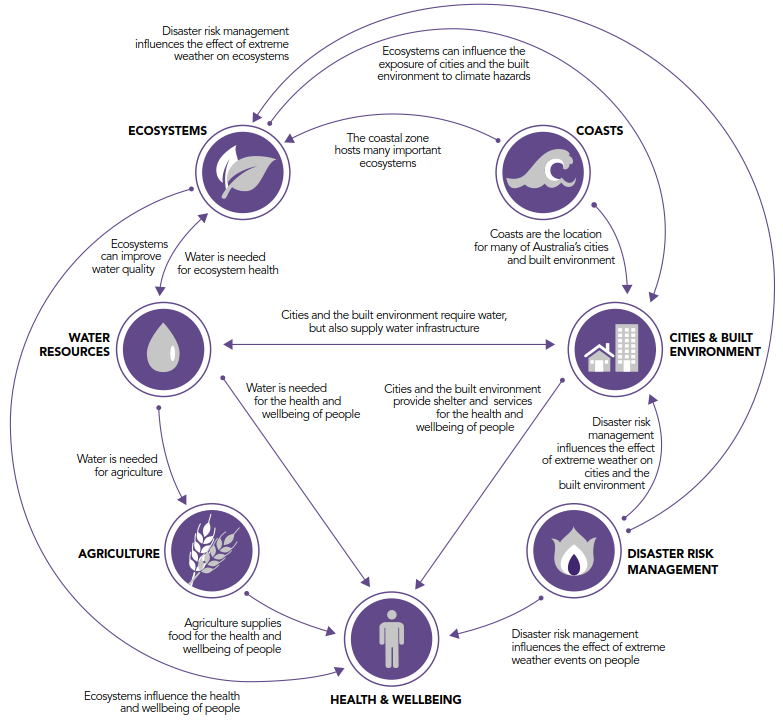 Disaster risk management
influences the effect of extreme
weather on ecosystems
Ecosystems can influence the
exposure of cities and the built
environment to climate hazards
ECOSYSTEMS
COASTS
The coastal zone
hosts many important
ecosystems
Ecosystems
can improve
water quality
Water is needed
for ecosystem health
Coasts are the location
for many of Australia's cities
and built environment
WATER
RESOURCES
Cities and the built environment require water,
but also supply water infrastructure
CITIES & BUILT
ENVIRONMENT
Water is needed
for the health and
wellbeing of people
Cities and the built environment
provide shelter and services
for the health and
wellbeing of people
Disaster risk
management
influences the effect
of extreme weather on
cities and the
built environment
Water is needed
for agriculture
AGRICULTURE
DISASTER RISK
MANAGEMENT
Agriculture supplies
food for the health and
wellbeing of people
Disaster risk management
influences the effect of extreme
weather events on people
Ecosystems influence the health
and wellbeing of people
HEALTH & WELLBEING